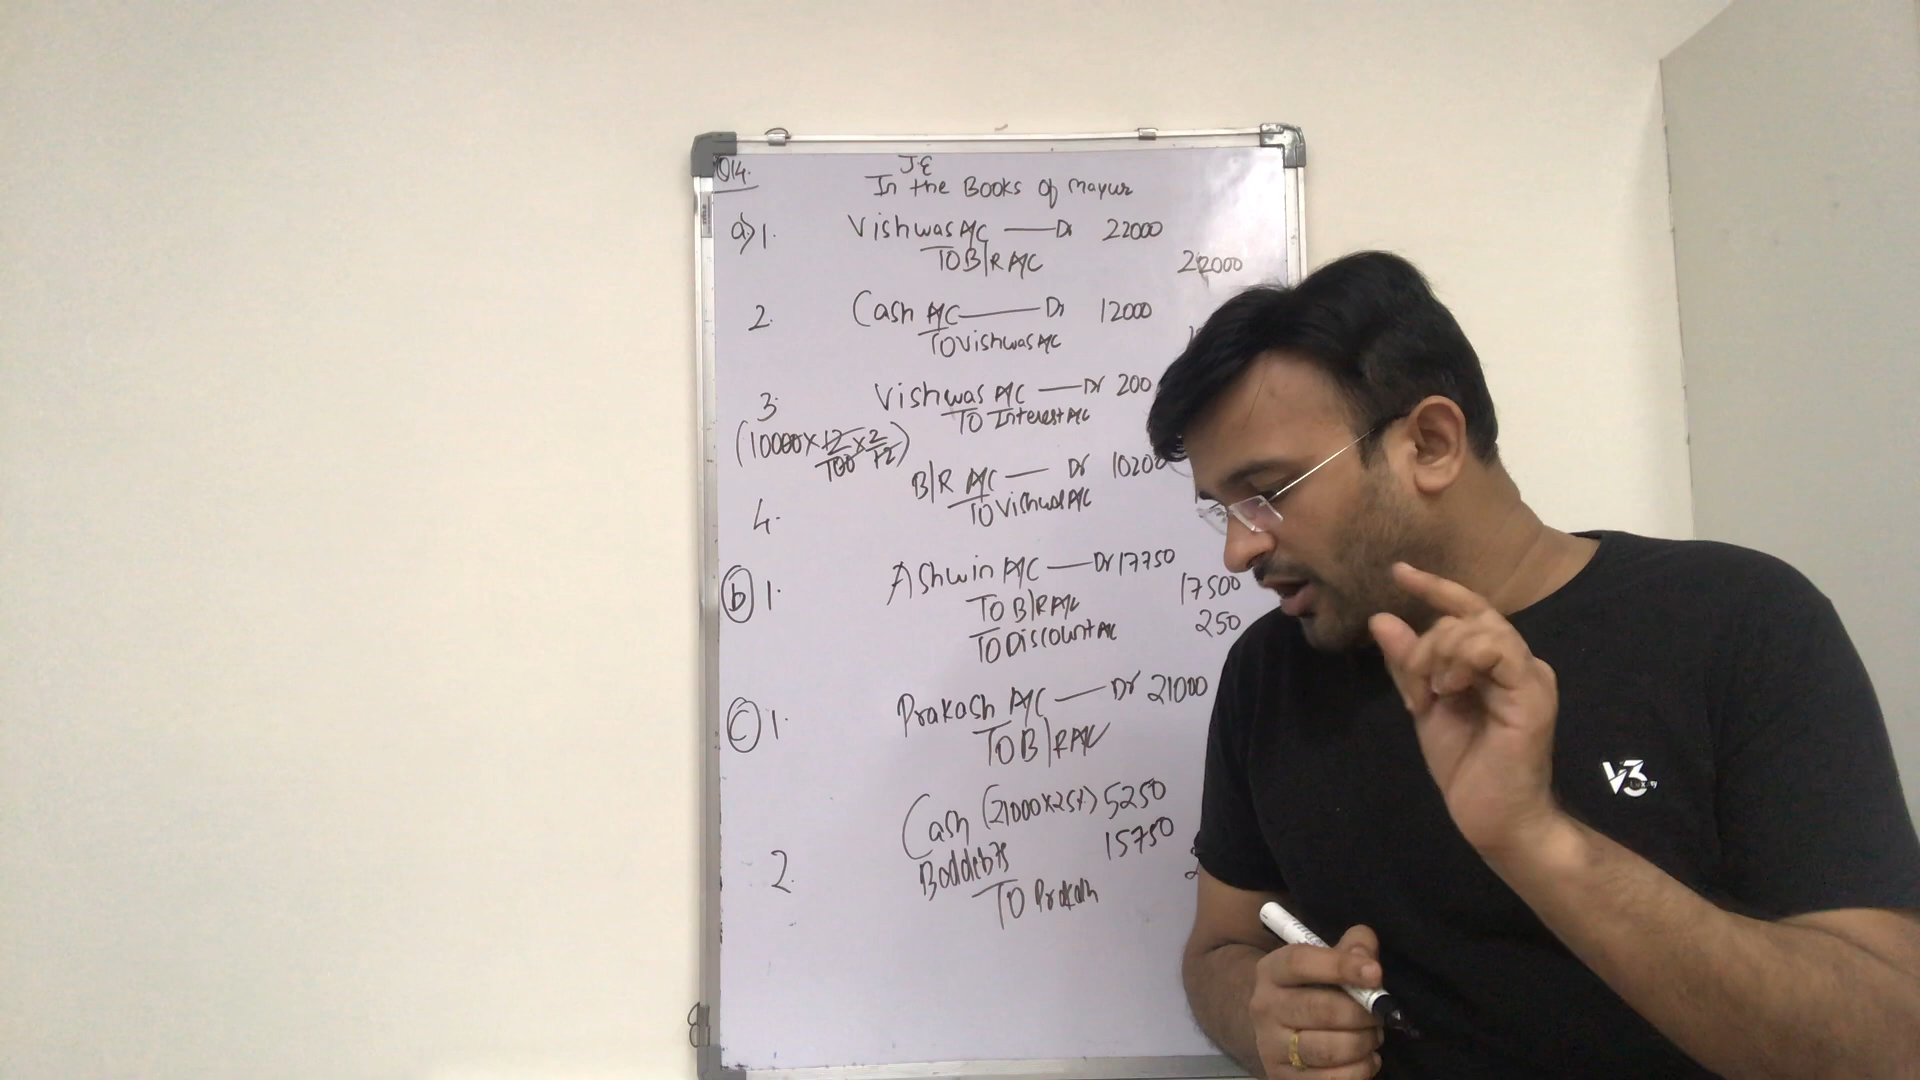 Q14.
J.E
In the Books of Mayur
a) 1. Vishwas A/C —— Dr 22000
TO B/R A/C 22000
2. Cash A/C —— Dr 12000
TO Vishwas A/C
3. Vishwas A/C —— Dr 200
TO Interest A/C
(10000 × 12/100 × 2/12)
4. B/R A/C —— Dr 10200
TO Vishwas A/C
b) 1. Ashwin A/C —— Dr 17750
TO B/R A/C 17500
TO Discount A/C 250
c) 1. Prakash A/C —— Dr 21000
TO B/R A/C
2. Cash (21000×25%) 5250
Baddebts 15750
TO Prakash
V3